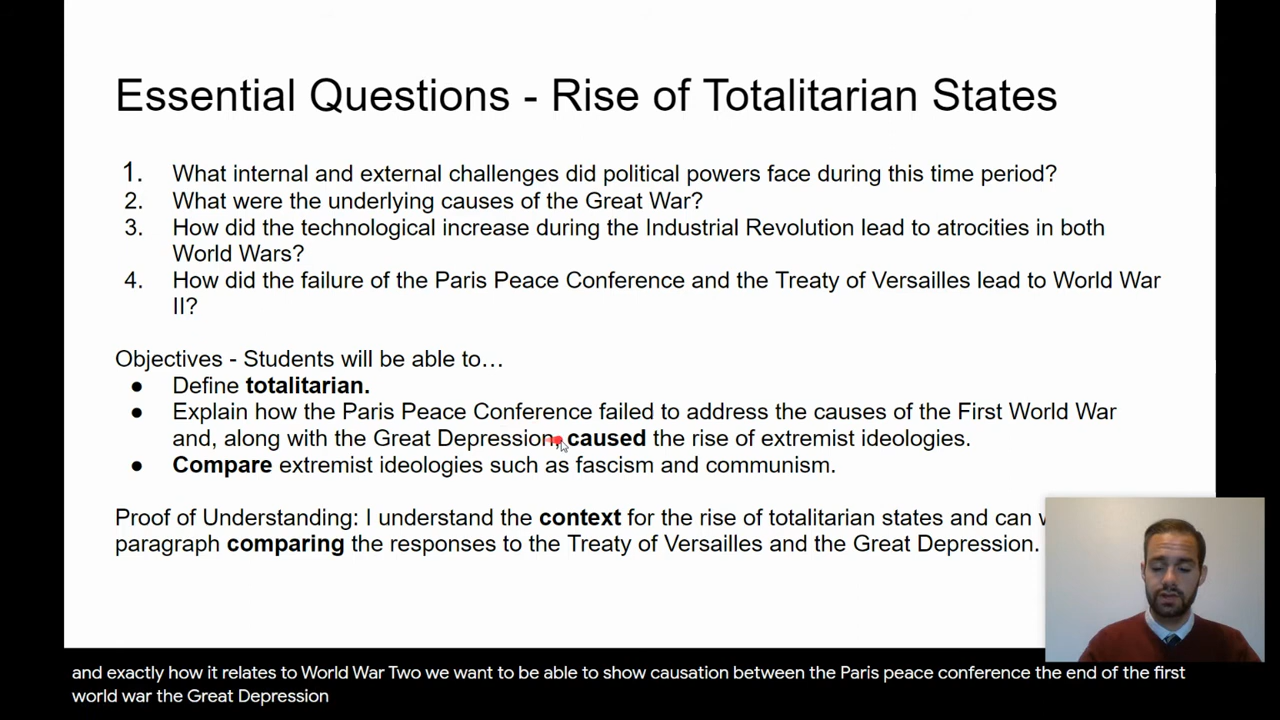 Essential Questions - Rise of Totalitarian States
1. What internal and external challenges did political powers face during this time period?
2. What were the underlying causes of the Great War?
3. How did the technological increase during the Industrial Revolution lead to atrocities in both
World Wars?
4. How did the failure of the Paris Peace Conference and the Treaty of Versailles lead to World War
II?
Objectives - Students will be able to…
● Define totalitarian.
● Explain how the Paris Peace Conference failed to address the causes of the First World War
and, along with the Great Depression, caused the rise of extremist ideologies.
● Compare extremist ideologies such as fascism and communism.
Proof of Understanding: I understand the context for the rise of totalitarian states and can
paragraph comparing the responses to the Treaty of Versailles and the Great Depression.
and exactly how it relates to World War Two we want to be able to show causation between the Paris peace conference the end of the first
world war the Great Depression